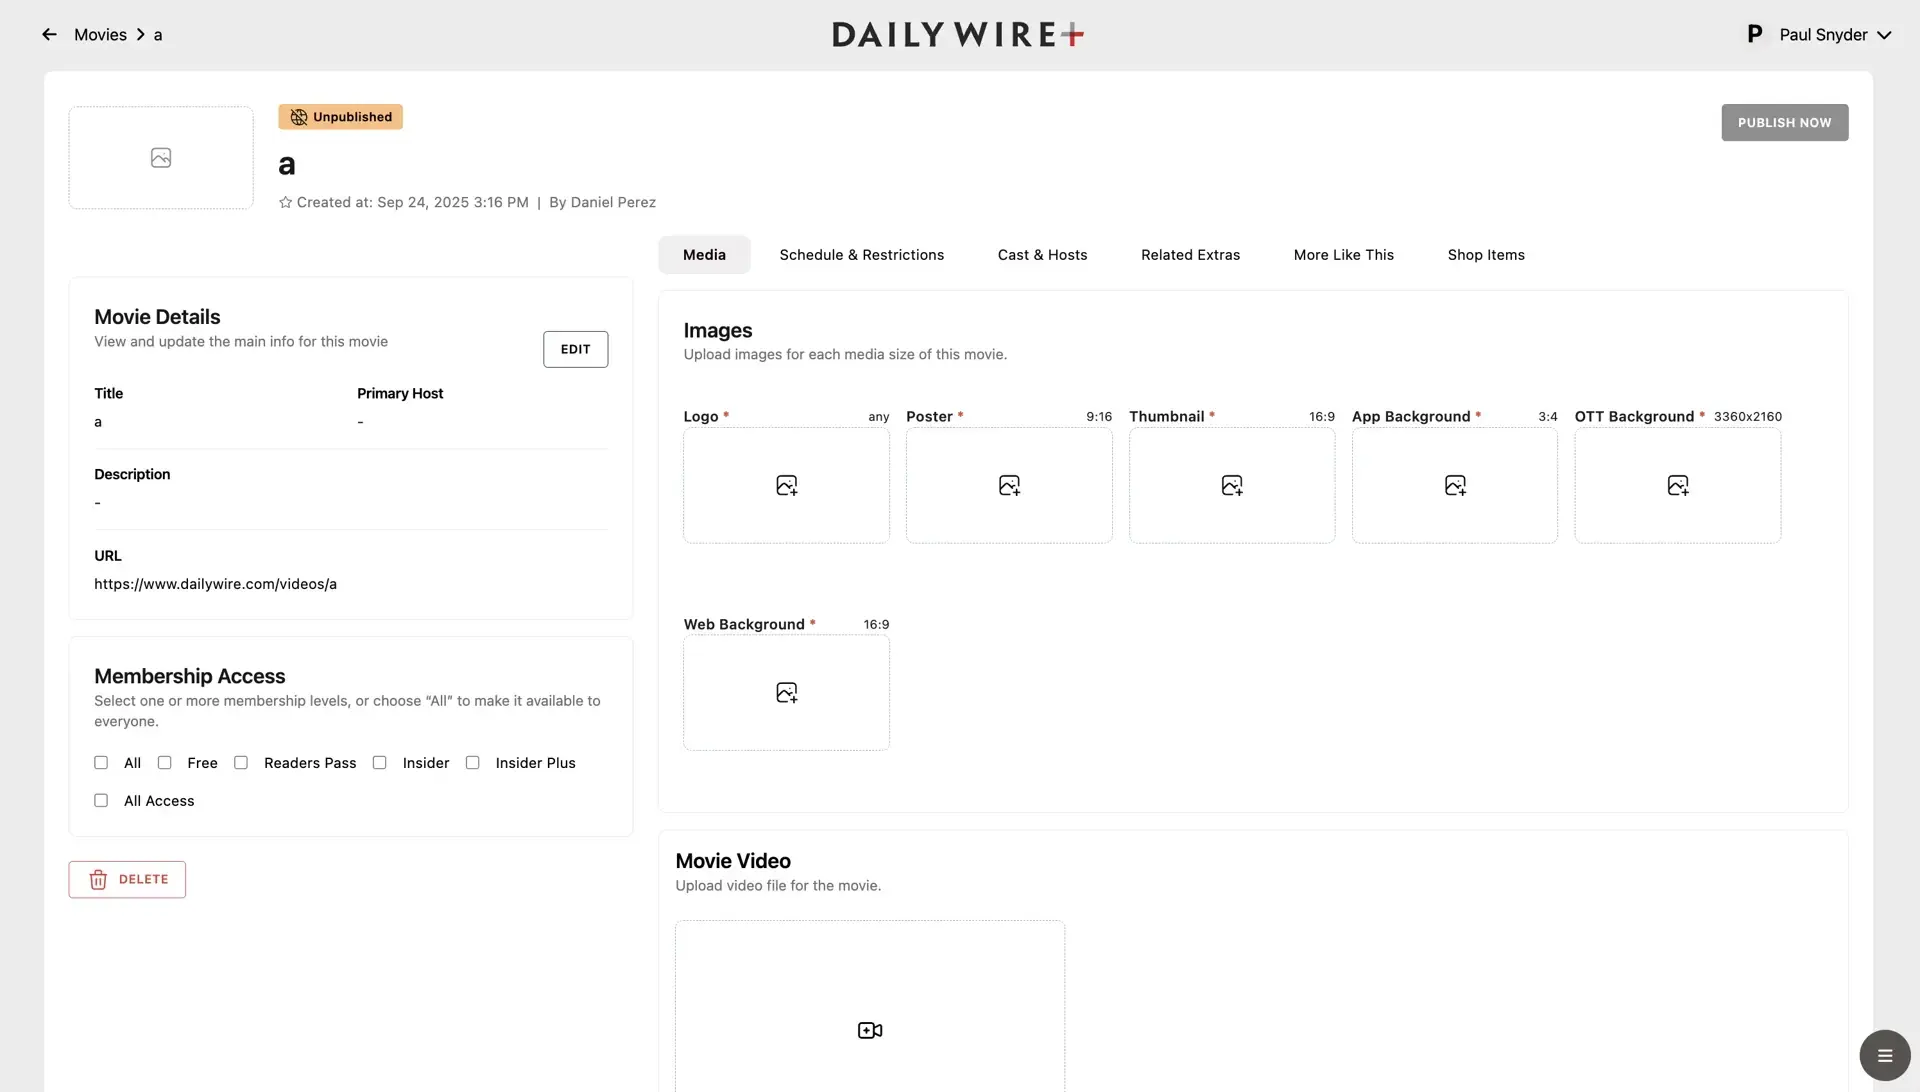 Movies > a
DAILY WIRE+
P Paul Snyder
Unpublished
PUBLISH NOW
a
Created at: Sep 24, 2025 3:16 PM | By Daniel Perez
Media
Schedule & Restrictions
Cast & Hosts
Related Extras
More Like This
Shop Items
Movie Details
View and update the main info for this movie
EDIT
Title
a
Primary Host
-
Description
-
URL
https://www.dailywire.com/videos/a
Membership Access
Select one or more membership levels, or choose “All” to make it available to
everyone.
All Free Readers Pass Insider Insider Plus
All Access
DELETE
Images
Upload images for each media size of this movie.
Logo * any
Poster * 9:16
Thumbnail * 16:9
App Background * 3:4
OTT Background * 3360x2160
Web Background * 16:9
Movie Video
Upload video file for the movie.